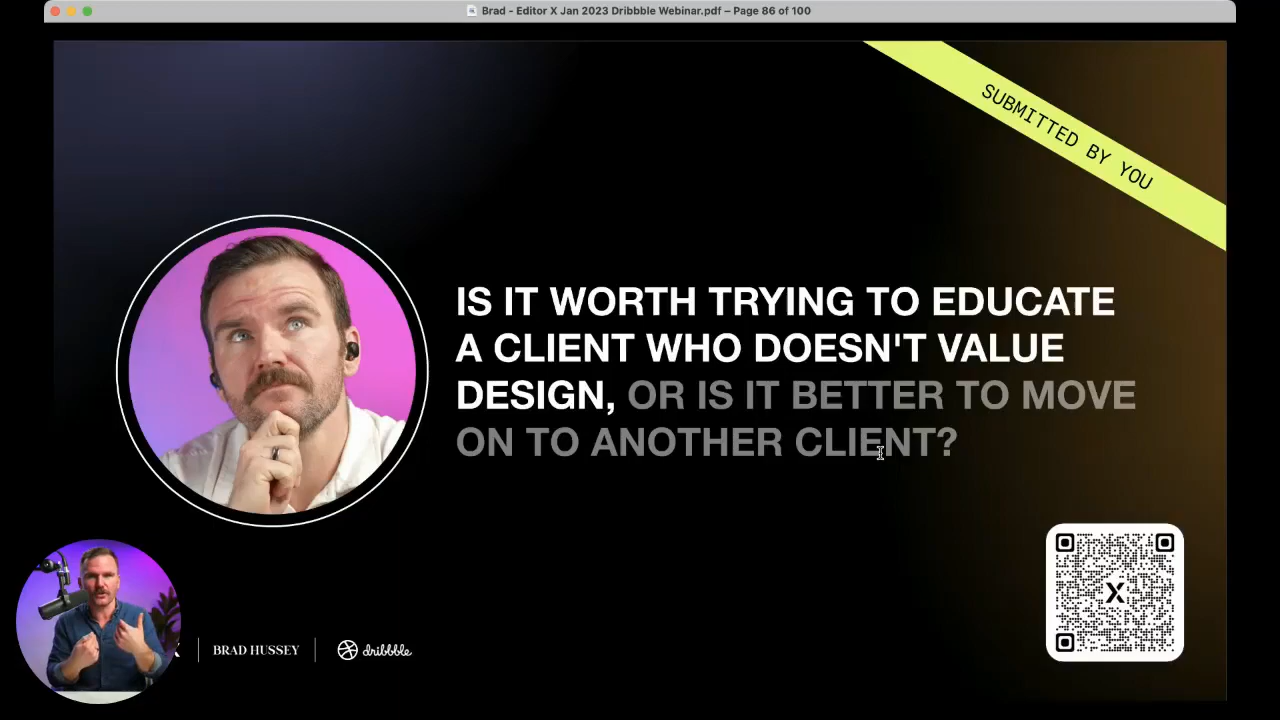 Brad - Editor X Jan 2023 Dribbble Webinar.pdf – Page 86 of 100
SUBMITTED BY YOU
IS IT WORTH TRYING TO EDUCATE
A CLIENT WHO DOESN'T VALUE
DESIGN, OR IS IT BETTER TO MOVE
ON TO ANOTHER CLIENT?
X
BRAD HUSSEY
dribbble